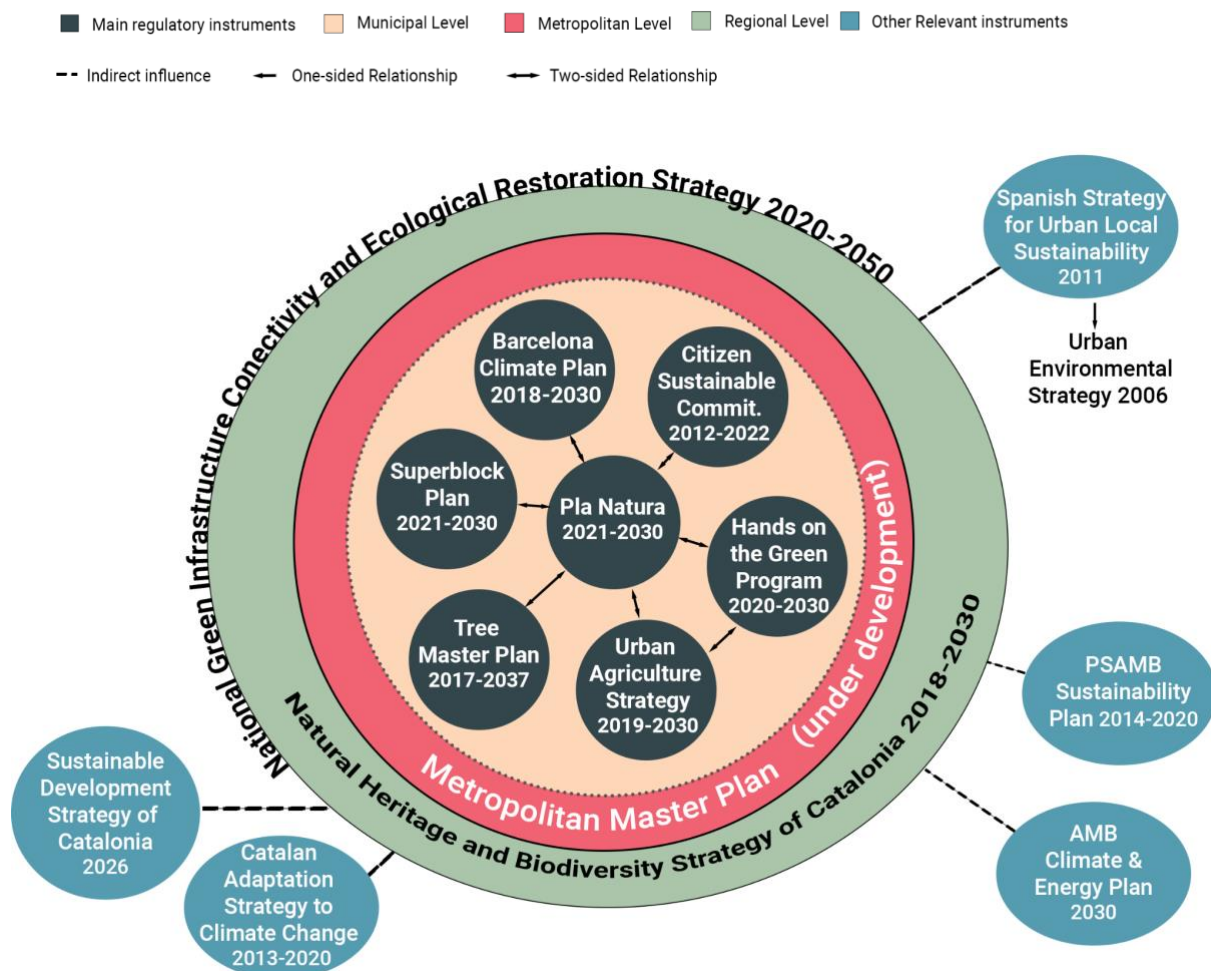 Main regulatory instruments
Municipal Level
Metropolitan Level
Regional Level
Other Relevant instruments
Indirect influence
One-sided Relationship
Two-sided Relationship
National Green Infrastructure Conectivity and Ecological Restoration Strategy 2020-2050
Spanish Strategy
for Urban Local
Sustainability
2011
Urban
Environmental
Strategy 2006
Barcelona
Climate Plan
2018-2030
Citizen
Sustainable
Commit.
2012-2022
Superblock
Plan
2021-2030
Pla Natura
2021-2030
Hands on
the Green
Program
2020-2030
Tree
Master Plan
2017-2037
Urban
Agriculture
Strategy
2019-2030
Metropolitan Master Plan (under development)
Natural Heritage and Biodiversity Strategy of Catalonia 2018-2030
PSAMB
Sustainability
Plan 2014-2020
Sustainable
Development
Strategy of
Catalonia
2026
Catalan
Adaptation
Strategy to
Climate Change
2013-2020
AMB
Climate &
Energy Plan
2030